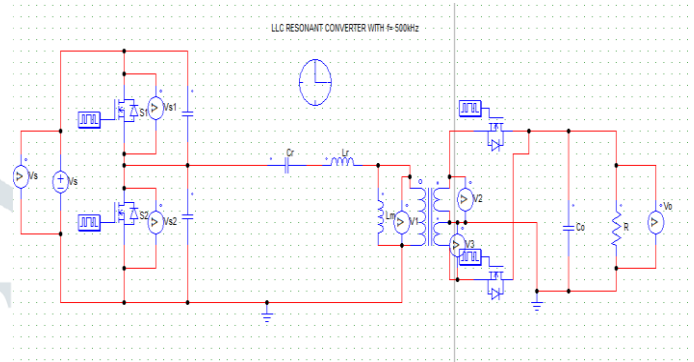 LLC RESONANT CONVERTER WITH f= 500kHz
S1
Vs1
Vs
Vs
Cr
Lr
S2
Vs2
Lm
V1
V2
V3
Co
R
Vo